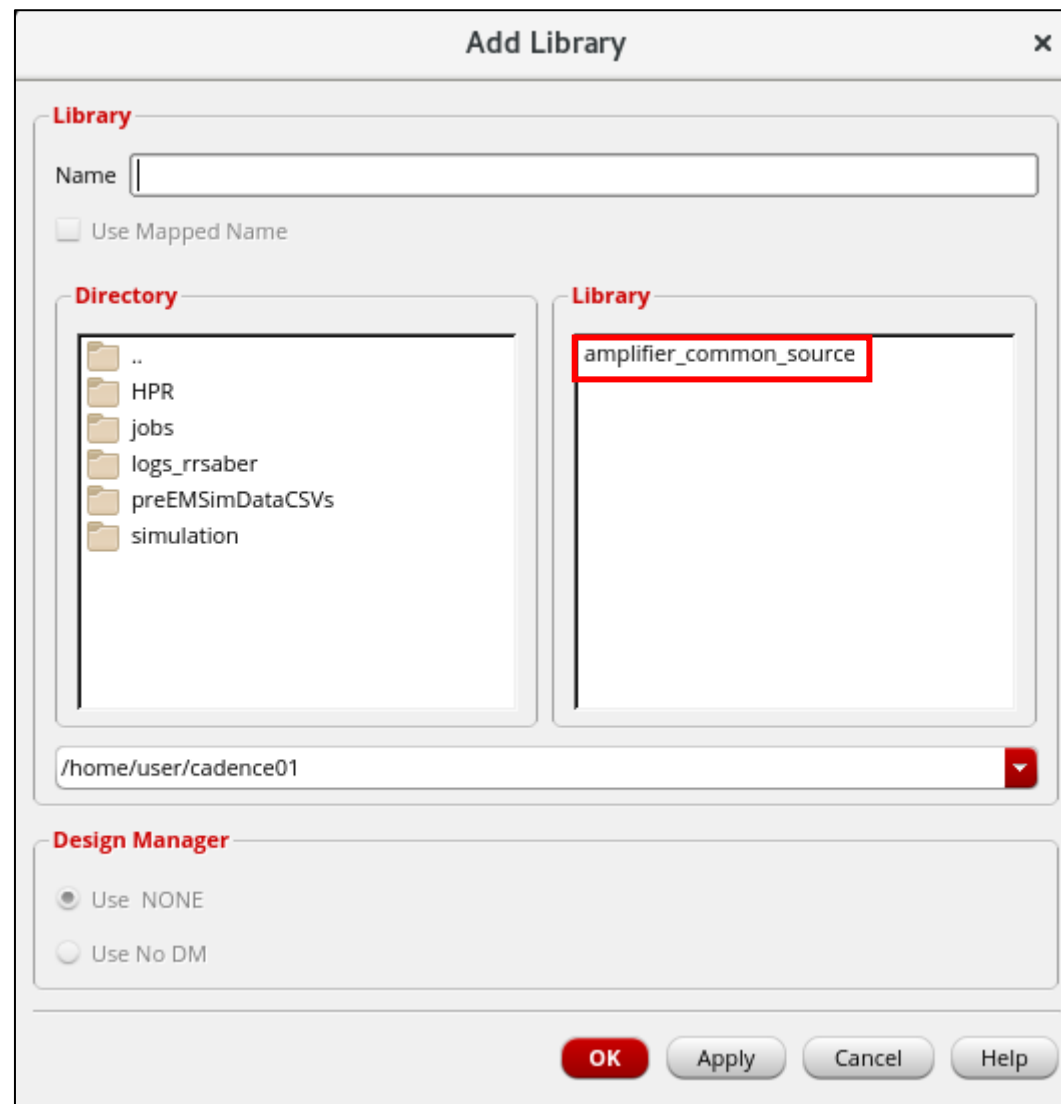 Add Library
Library
Name
Use Mapped Name
Directory
..
HPR
jobs
logs_rrsaber
preEMSimDataCSVs
simulation
Library
amplifier_common_source
/home/user/cadence01
Design Manager
Use NONE
Use No DM
OK Apply Cancel Help